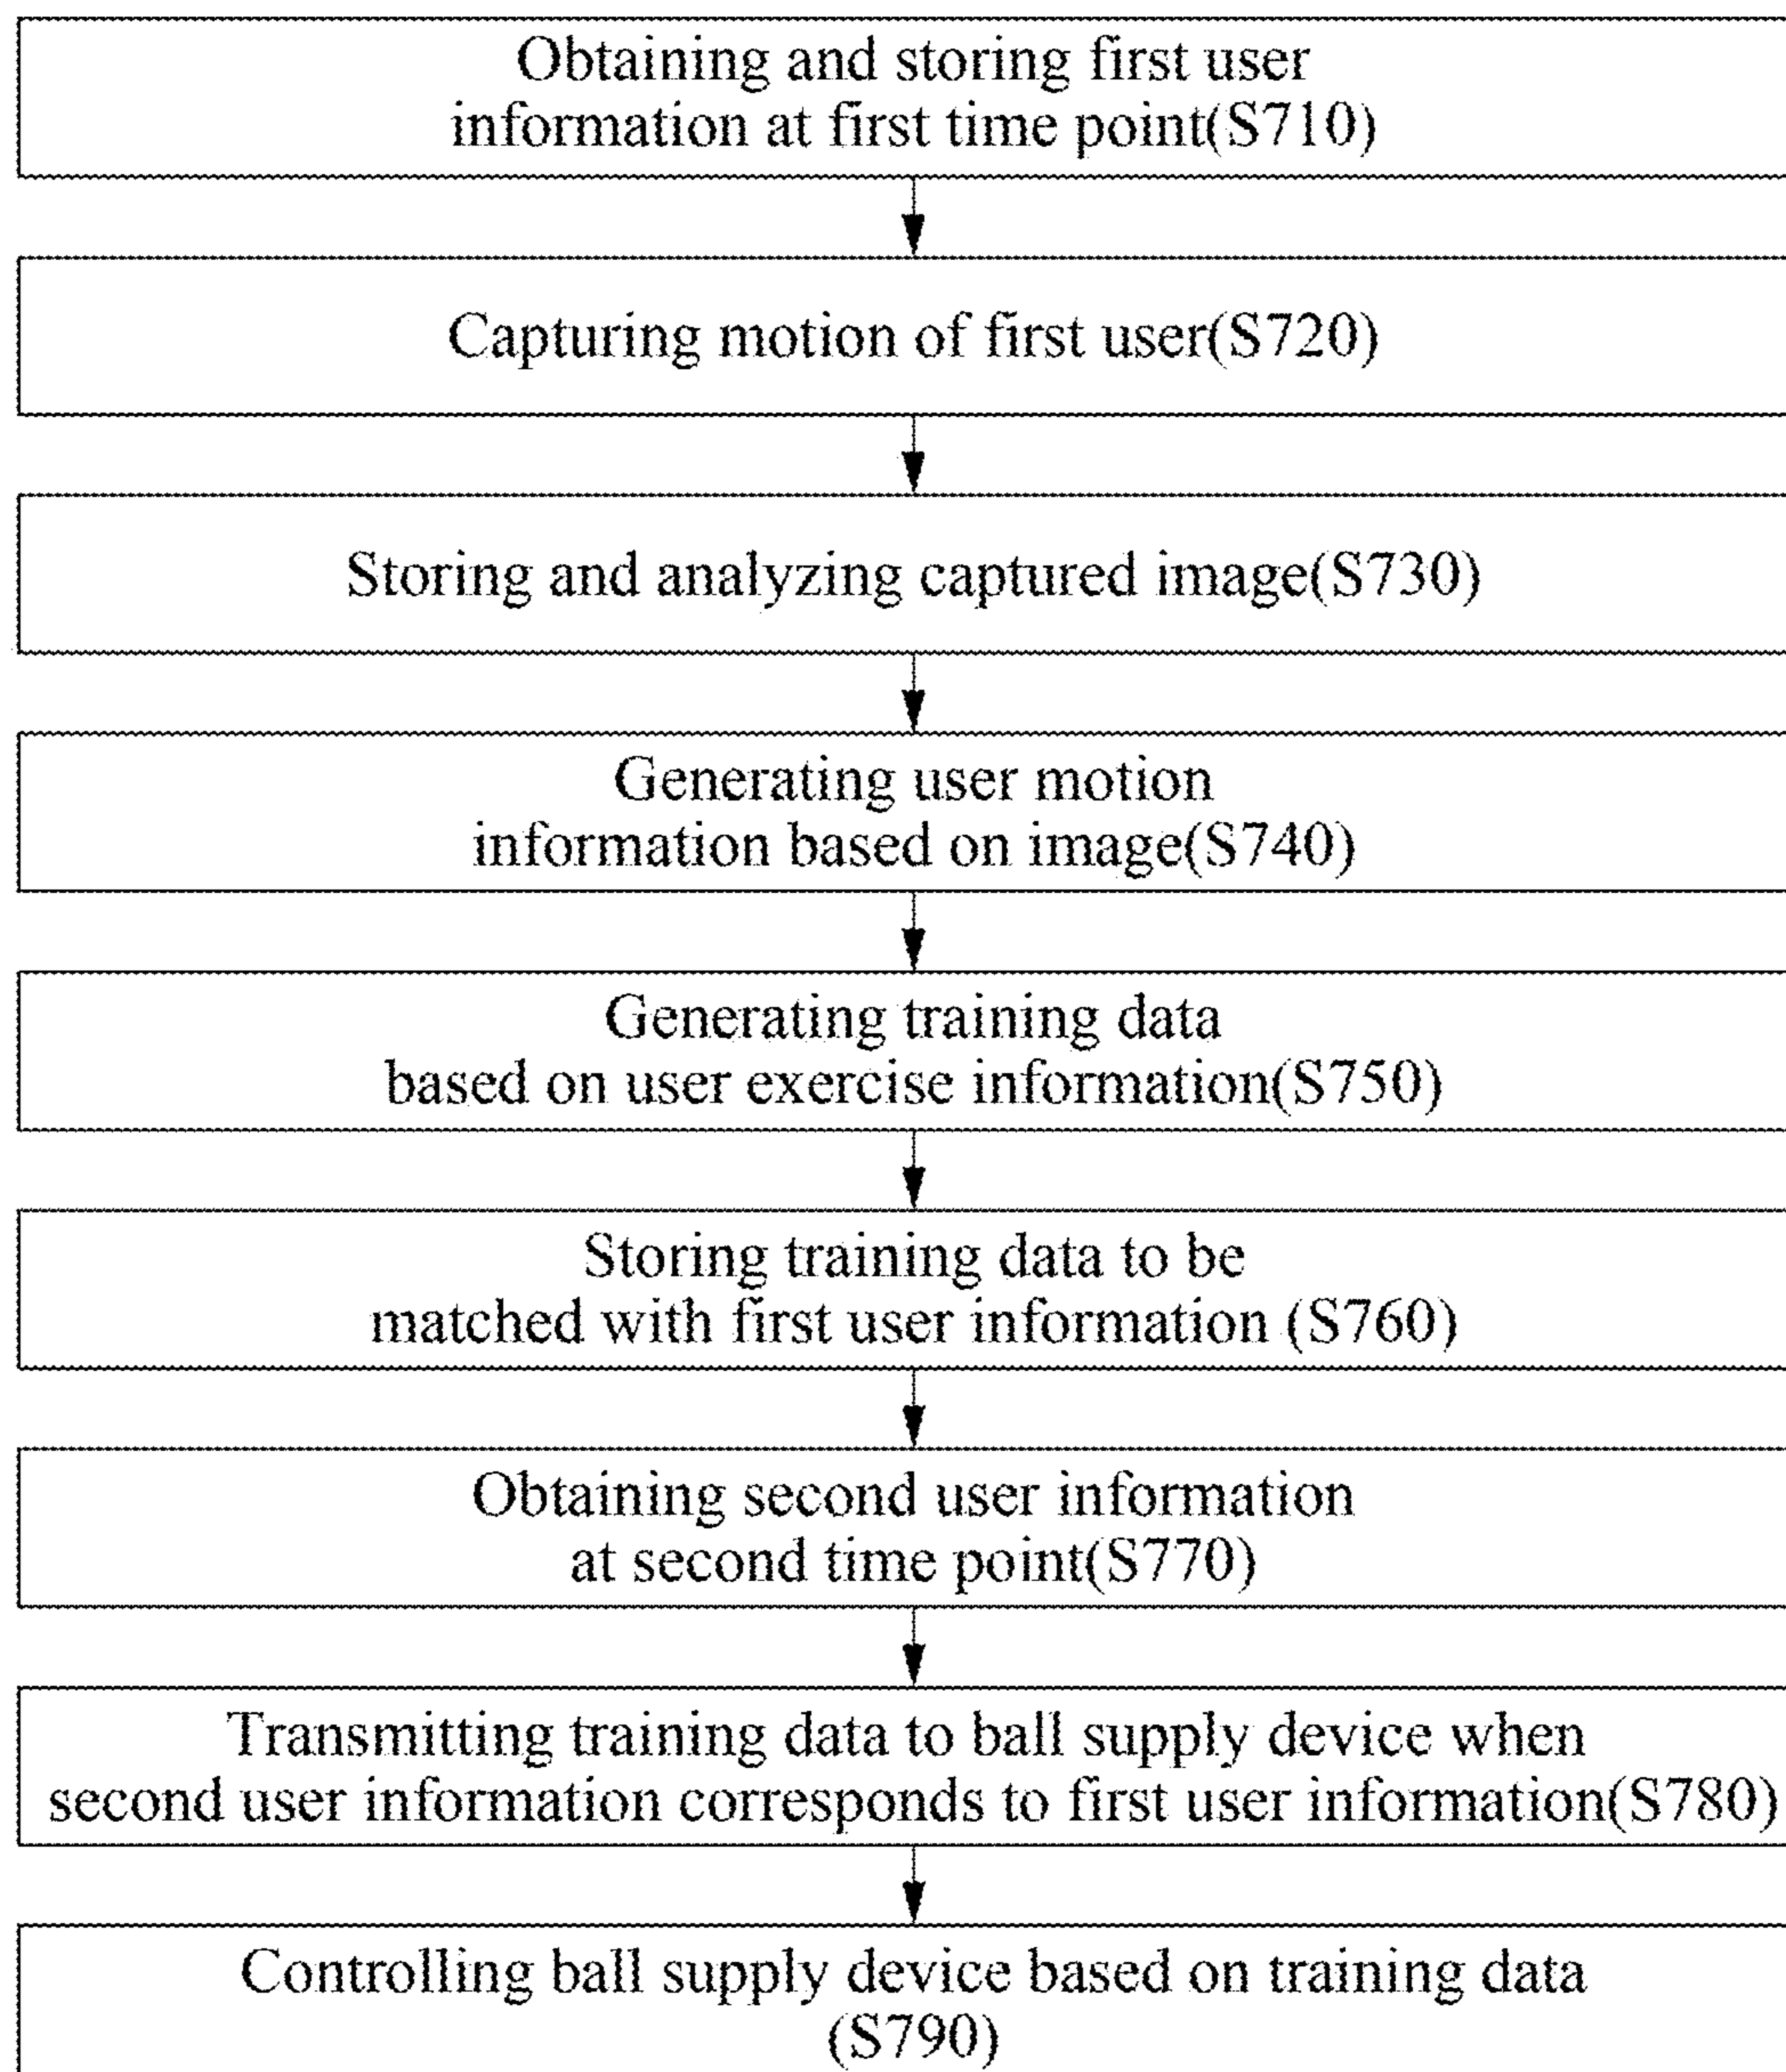 Obtaining and storing first user
information at first time point(S710)
Capturing motion of first user(S720)
Storing and analyzing captured image(S730)
Generating user motion
information based on image(S740)
Generating training data
based on user exercise information(S750)
Storing training data to be
matched with first user information (S760)
Obtaining second user information
at second time point(S770)
Transmitting training data to ball supply device when
second user information corresponds to first user information(S780)
Controlling ball supply device based on training data
(S790)